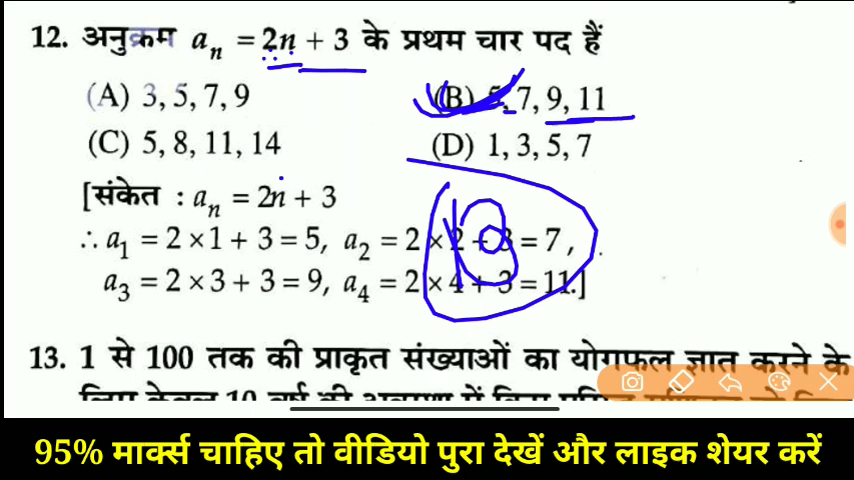 12. अनुक्रम aₙ = 2n + 3 के प्रथम चार पद हैं
(A) 3, 5, 7, 9 (B) 5, 7, 9, 11
(C) 5, 8, 11, 14 (D) 1, 3, 5, 7
[संकेत : aₙ = 2n + 3
∴ a₁ = 2 × 1 + 3 = 5, a₂ = 2 × 2 + 3 = 7,
a₃ = 2 × 3 + 3 = 9, a₄ = 2 × 4 + 3 = 11.]
13. 1 से 100 तक की प्राकृत संख्याओं का योगफल ज्ञात करने के
95% मार्क्स चाहिए तो वीडियो पुरा देखें और लाइक शेयर करें